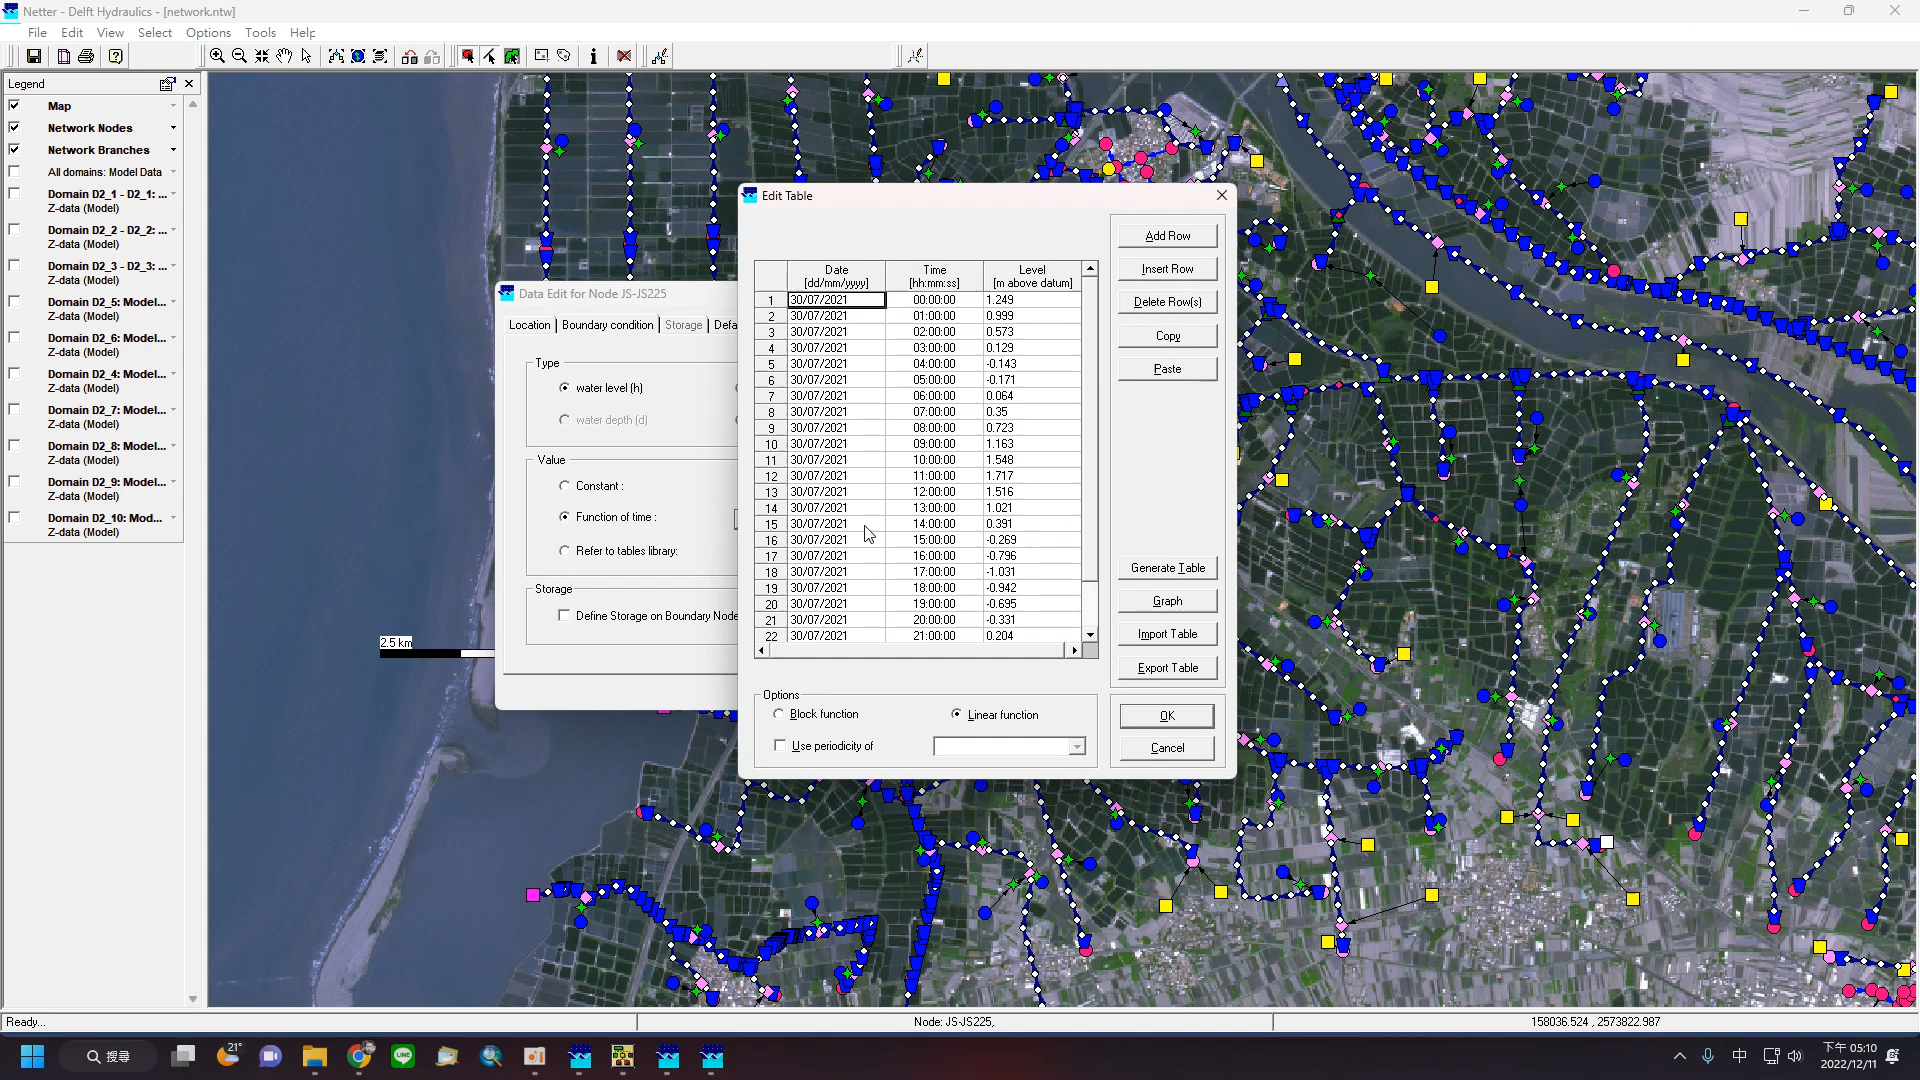 Netter - Delft Hydraulics - [network.ntw]
File Edit View Select Options Tools Help
Legend
Map
Network Nodes
Network Branches
All domains: Model Data
Domain D2_1 - D2_1: ...
Z-data (Model)
Domain D2_2 - D2_2: ...
Z-data (Model)
Domain D2_3 - D2_3: ...
Z-data (Model)
Domain D2_5: Model...
Z-data (Model)
Domain D2_6: Model...
Z-data (Model)
Domain D2_4: Model...
Z-data (Model)
Domain D2_7: Model...
Z-data (Model)
Domain D2_8: Model...
Z-data (Model)
Domain D2_9: Model...
Z-data (Model)
Domain D2_10: Mod...
Z-data (Model)
2.5 km
Data Edit for Node JS-JS225
Location Boundary condition Storage Defa
Type
water level (h)
water depth (d)
Value
Constant :
Function of time :
Refer to tables library:
Storage
Define Storage on Boundary Node
Edit Table
Date Time Level
[dd/mm/yyyy] [hh:mm:ss] [m above datum]
1 30/07/2021 00:00:00 1.249
2 30/07/2021 01:00:00 0.999
3 30/07/2021 02:00:00 0.573
4 30/07/2021 03:00:00 0.129
5 30/07/2021 04:00:00 -0.143
6 30/07/2021 05:00:00 -0.171
7 30/07/2021 06:00:00 0.064
8 30/07/2021 07:00:00 0.35
9 30/07/2021 08:00:00 0.723
10 30/07/2021 09:00:00 1.163
11 30/07/2021 10:00:00 1.548
12 30/07/2021 11:00:00 1.717
13 30/07/2021 12:00:00 1.516
14 30/07/2021 13:00:00 1.021
15 30/07/2021 14:00:00 0.391
16 30/07/2021 15:00:00 -0.269
17 30/07/2021 16:00:00 -0.796
18 30/07/2021 17:00:00 -1.031
19 30/07/2021 18:00:00 -0.942
20 30/07/2021 19:00:00 -0.695
21 30/07/2021 20:00:00 -0.331
22 30/07/2021 21:00:00 0.204
Add Row
Insert Row
Delete Row(s)
Copy
Paste
Generate Table
Graph
Import Table
Export Table
Options
Block function Linear function
Use periodicity of
OK
Cancel
Ready... Node: JS-JS225, 158036.524 , 2573822.987
搜尋
21°
LINE
中
下午 05:10
2022/12/11